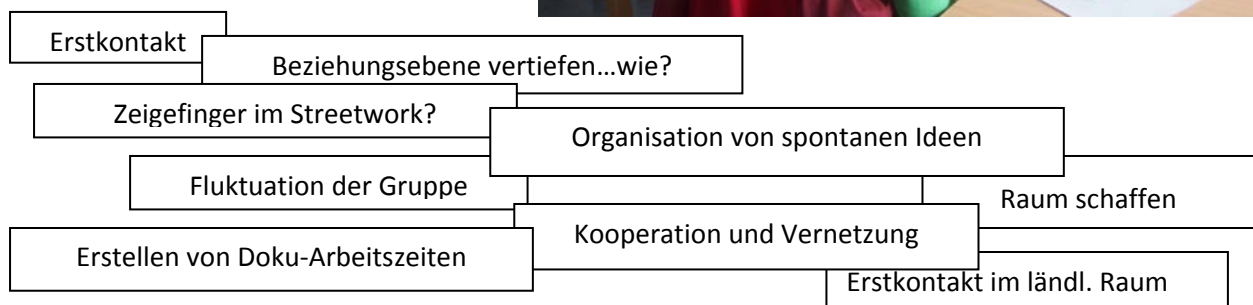 Erstkontakt
Beziehungsebene vertiefen…wie?
Zeigefinger im Streetwork?
Organisation von spontanen Ideen
Fluktuation der Gruppe
Raum schaffen
Kooperation und Vernetzung
Erstellen von Doku-Arbeitszeiten
Erstkontakt im ländl. Raum